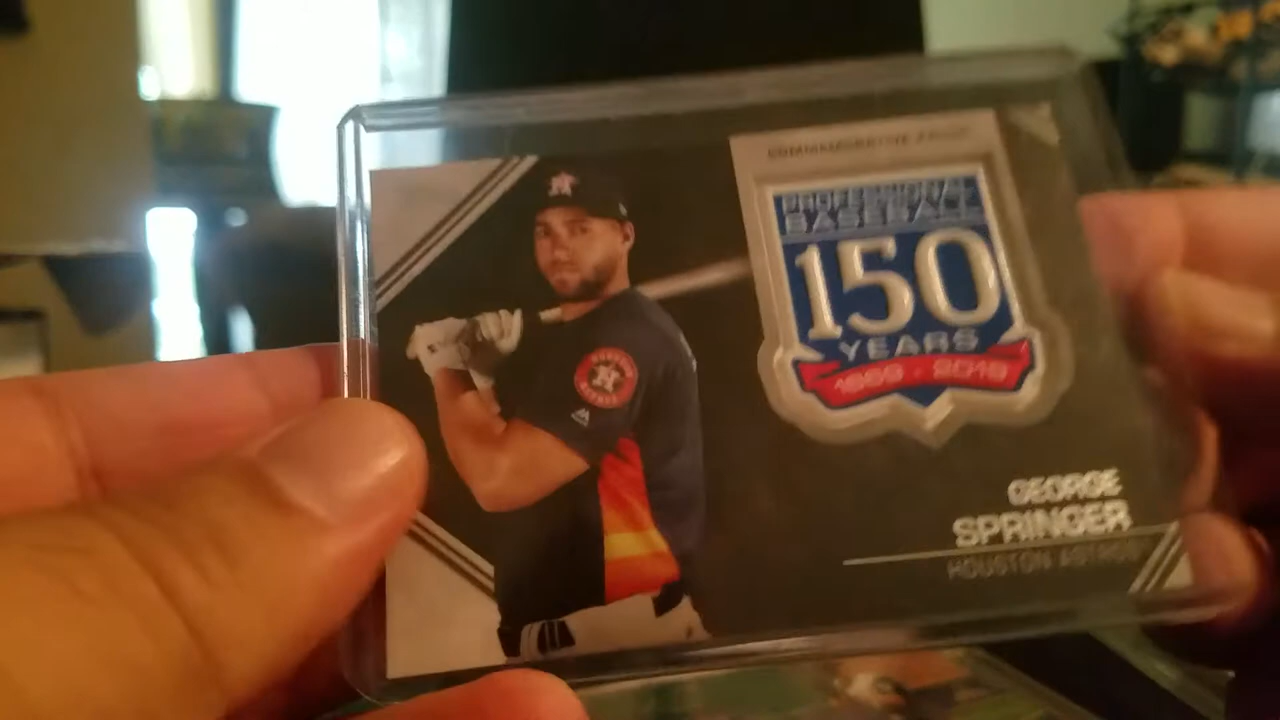 COMMEMORATIVE PATCH
PROFESSIONAL
BASEBALL
150
YEARS
1869 - 2019
GEORGE
SPRINGER
HOUSTON ASTROS